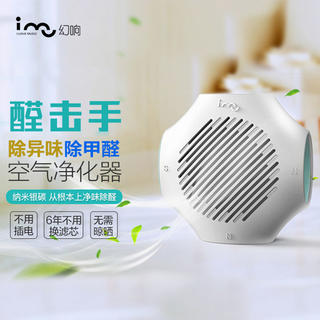 imu 幻响
I-MU
醛击手
除异味除甲醛
空气净化器
纳米银碳 从根本上净味除醛
不用 6年不用 无需
插电 换滤芯 晾晒